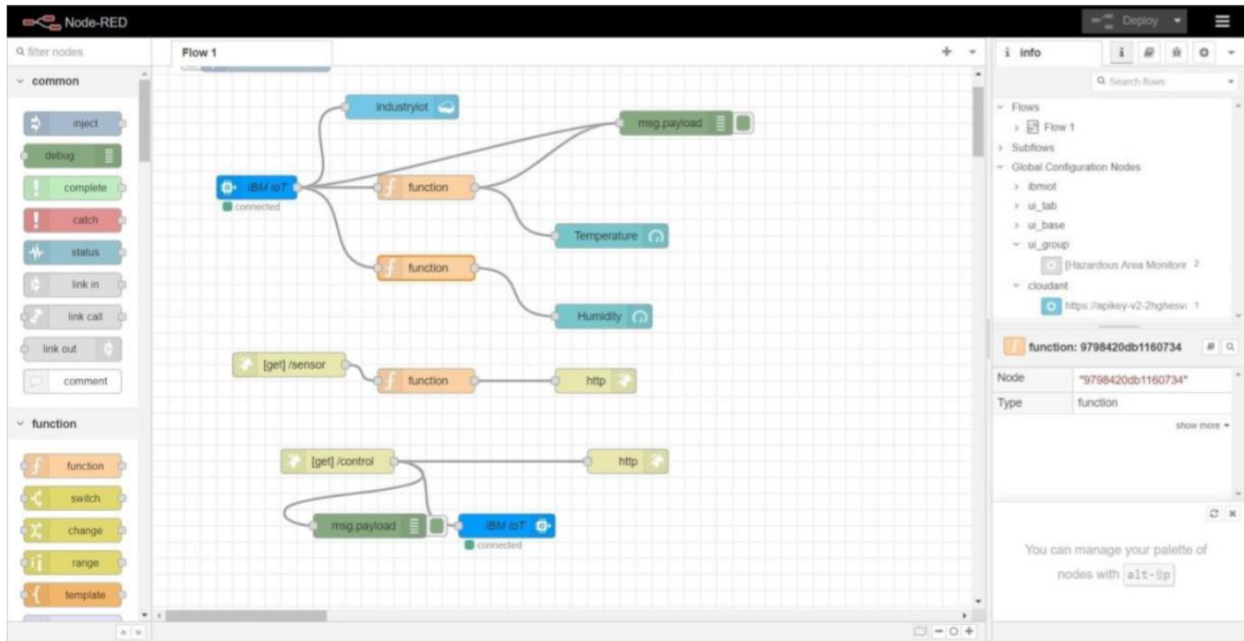 Node-RED
Deploy
filter nodes
Flow 1
i info
Search flows
common
inject
debug
complete
catch
status
link in
link call
link out
comment
function
function
switch
change
range
template
industryiot
msg.payload
IBM IoT
connected
function
Temperature
function
Humidity
[get] /sensor
function
http
[get] /control
http
msg.payload
IBM IoT
connected
Flows
Flow 1
Subflows
Global Configuration Nodes
ibmiot
ui_tab
ui_base
ui_group
[Hazardous Area Monitorir 2
cloudant
https://apikey-v2-2hghesv 1
function: 9798420db1160734
Node "9798420db1160734"
Type function
show more
You can manage your palette of
nodes with alt-⇧p